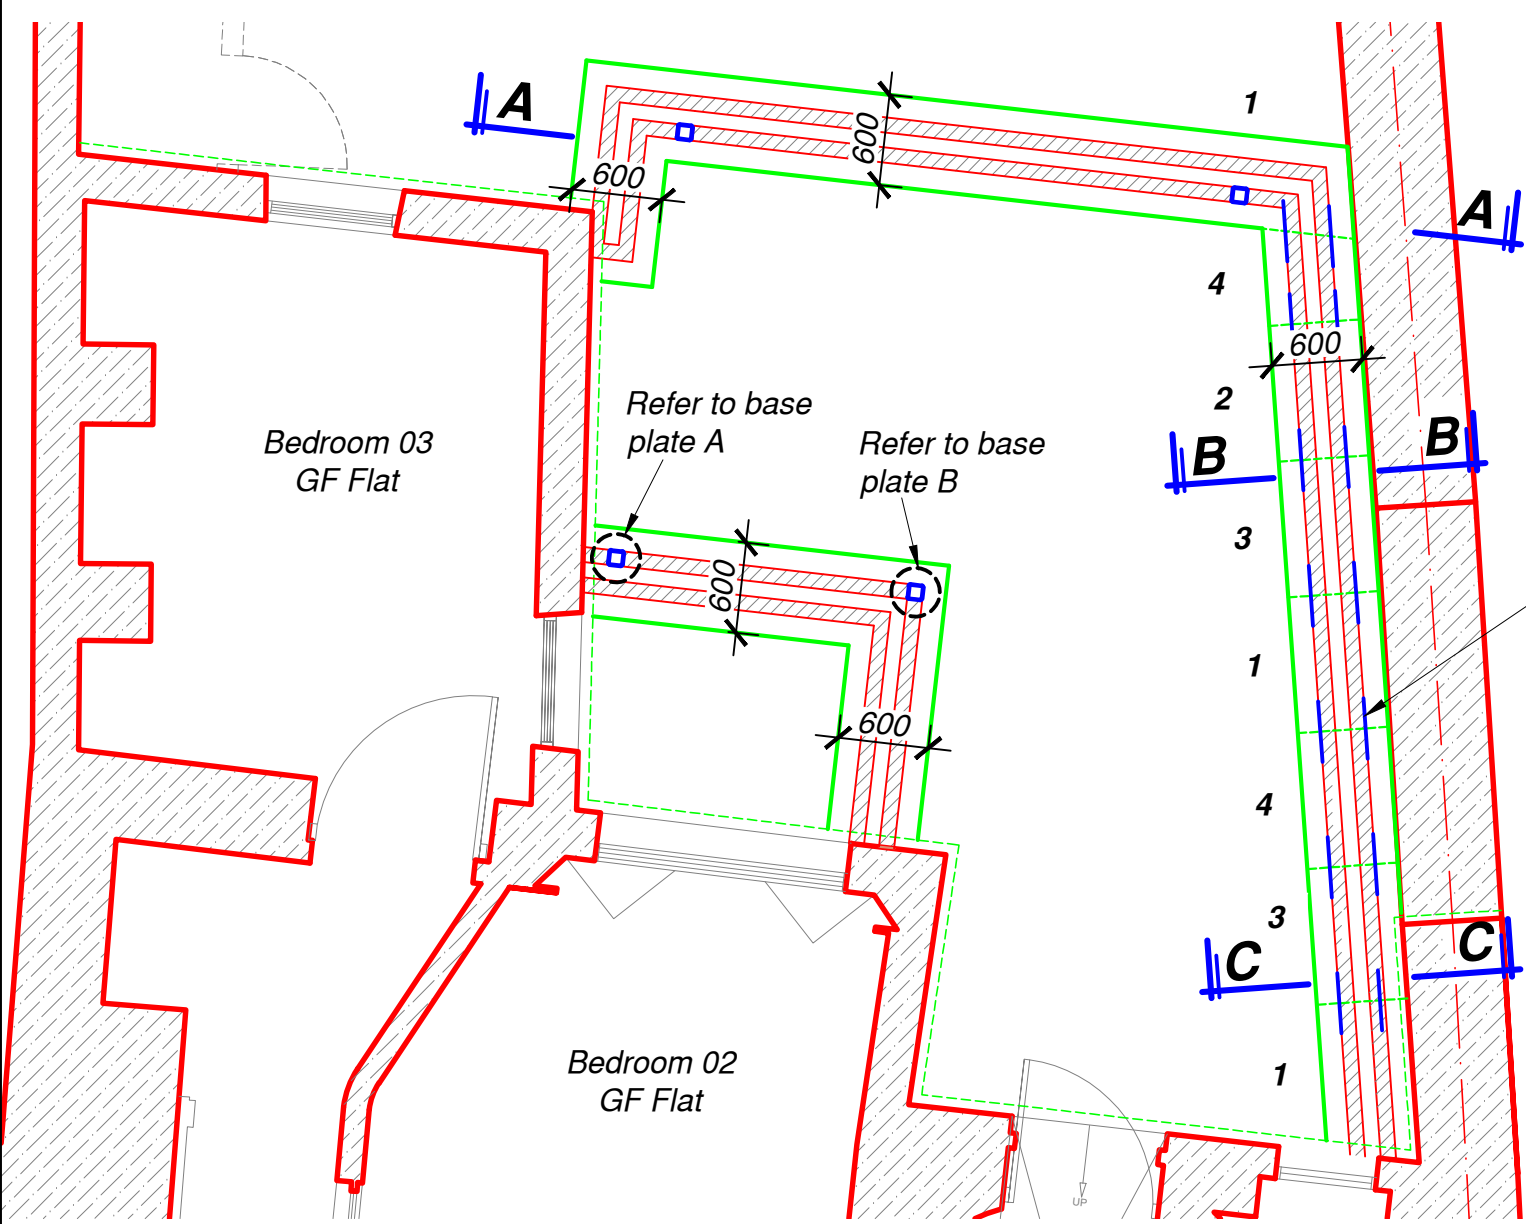 A
1
600
600
A
4
600
2
Refer to base
plate A
Refer to base
plate B
Bedroom 03
GF Flat
B
B
3
600
1
600
4
3
C
C
Bedroom 02
GF Flat
1
UP